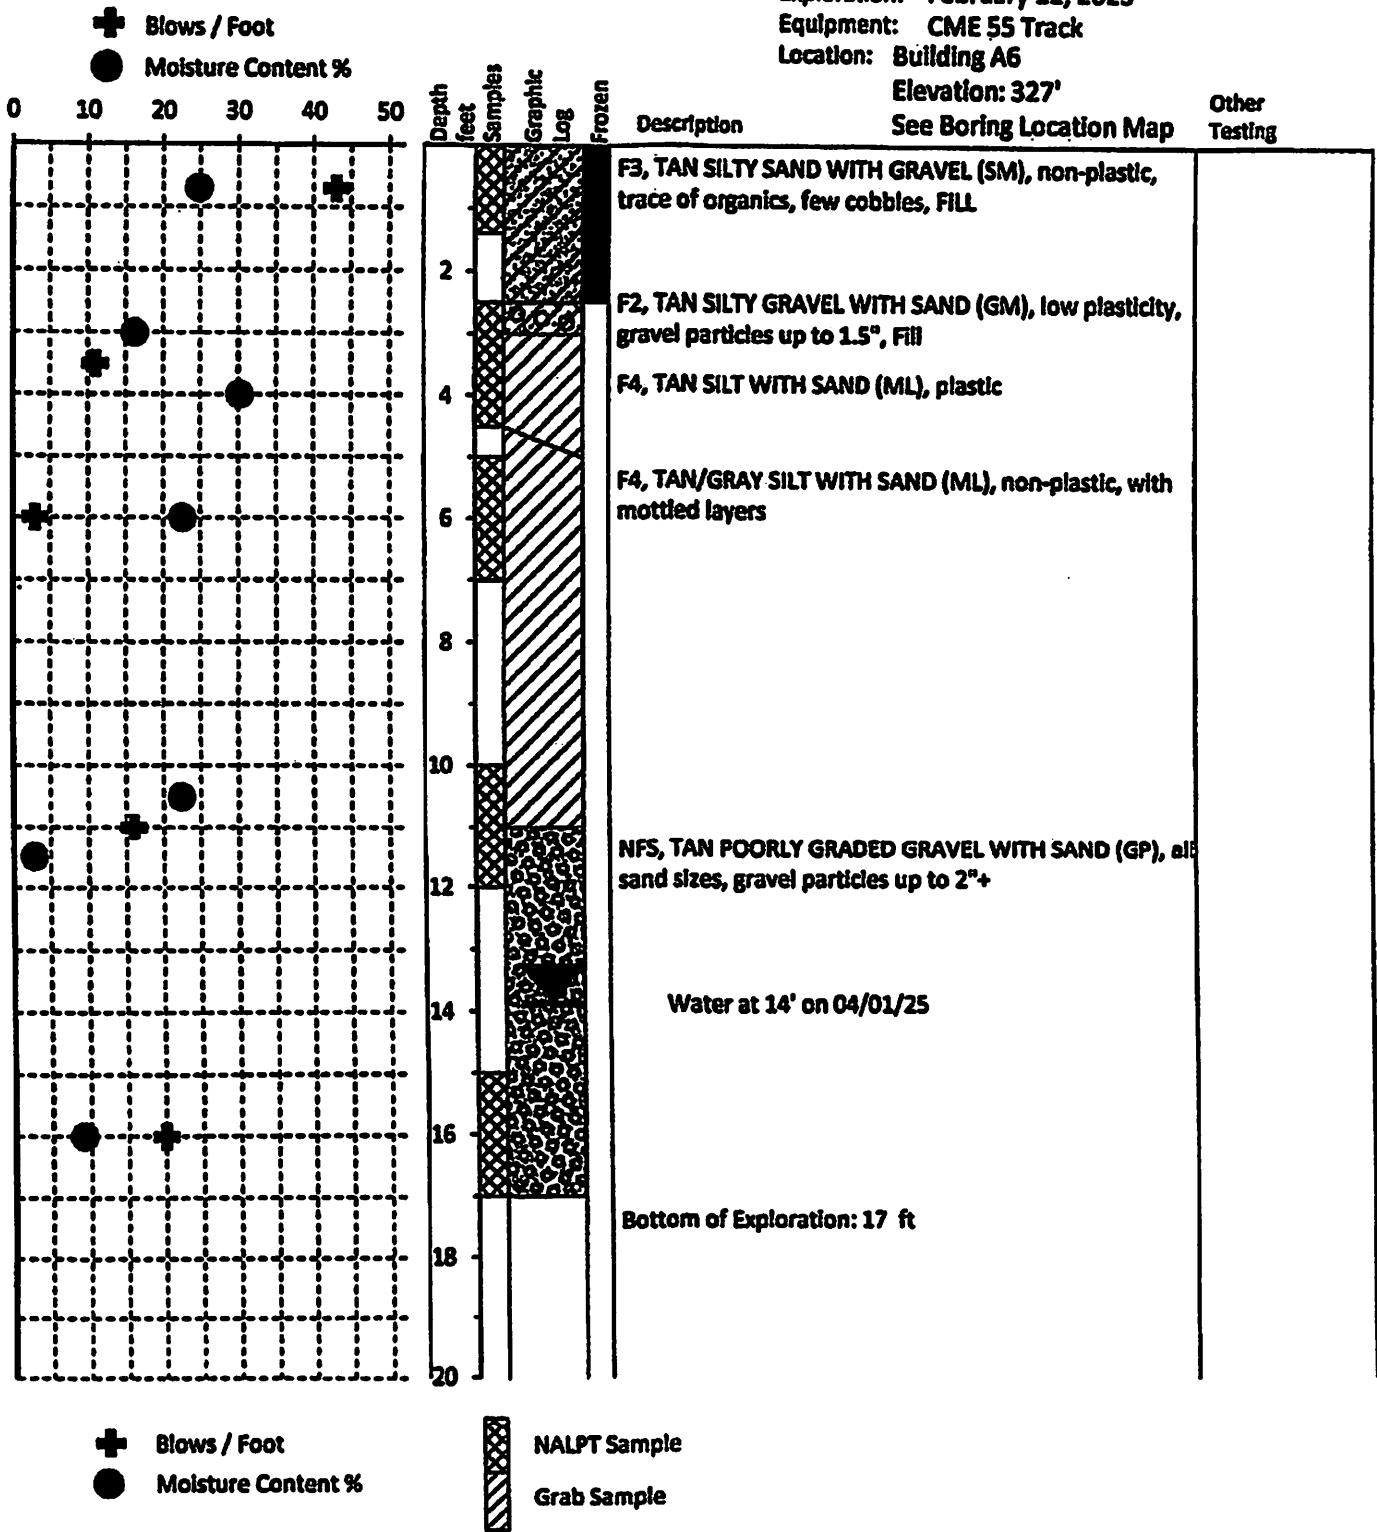 Equipment: CME 55 Track
Blows / Foot
Location: Building A6
Moisture Content %
Elevation: 327'
See Boring Location Map
0 10 20 30 40 50
Depth feet
Samples
Graphic Log
Frozen
Description
Other Testing
F3, TAN SILTY SAND WITH GRAVEL (SM), non-plastic,
trace of organics, few cobbles, FILL
2
F2, TAN SILTY GRAVEL WITH SAND (GM), low plasticity,
gravel particles up to 1.5", Fill
4
F4, TAN SILT WITH SAND (ML), plastic
F4, TAN/GRAY SILT WITH SAND (ML), non-plastic, with
mottled layers
6
8
10
NFS, TAN POORLY GRADED GRAVEL WITH SAND (GP), all
sand sizes, gravel particles up to 2"+
12
14
Water at 14' on 04/01/25
16
Bottom of Exploration: 17 ft
18
20
Blows / Foot
Moisture Content %
NALPT Sample
Grab Sample